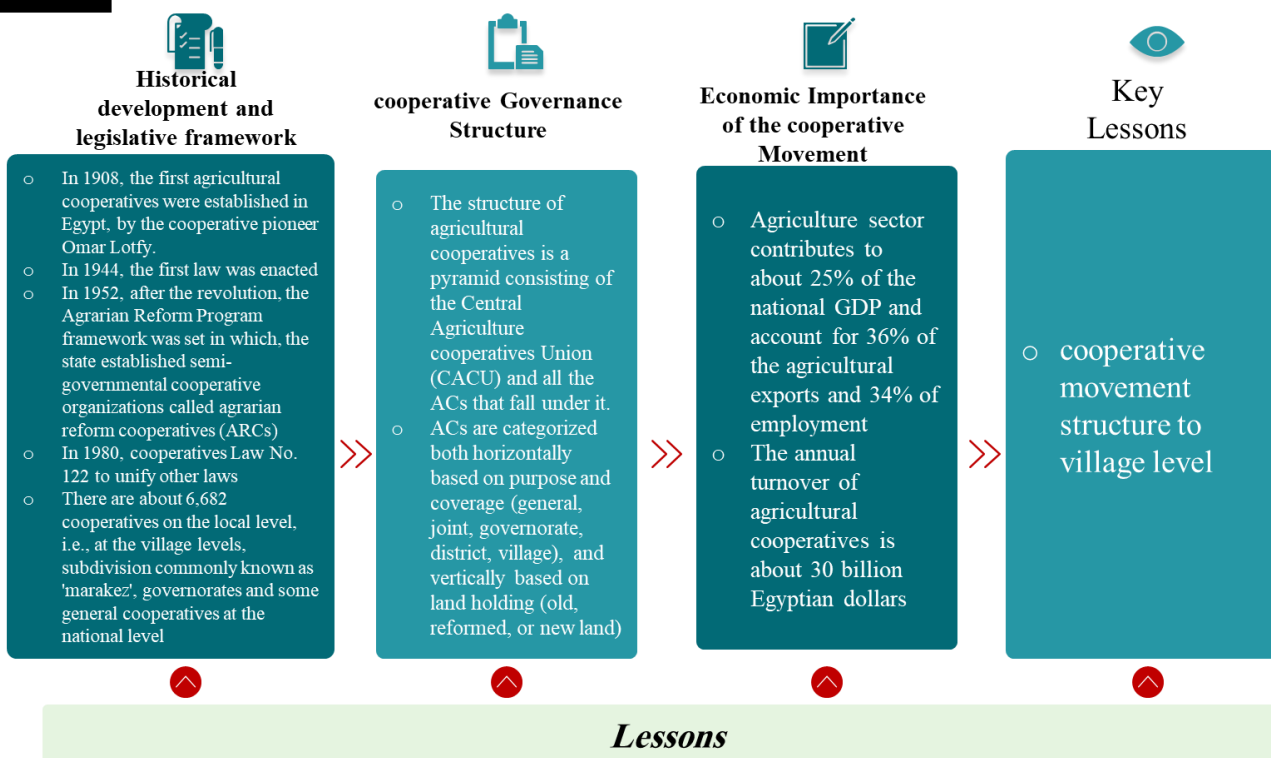 Historical
development and
legislative framework
o In 1908, the first agricultural
cooperatives were established in
Egypt, by the cooperative pioneer
Omar Lotfy.
o In 1944, the first law was enacted
o In 1952, after the revolution, the
Agrarian Reform Program
framework was set in which, the
state established semi-
governmental cooperative
organizations called agrarian
reform cooperatives (ARCs)
o In 1980, cooperatives Law No.
122 to unify other laws
o There are about 6,682
cooperatives on the local level,
i.e., at the village levels,
subdivision commonly known as
'marakez', governorates and some
general cooperatives at the
national level
cooperative Governance
Structure
o The structure of
agricultural
cooperatives is a
pyramid consisting of
the Central
Agriculture
cooperatives Union
(CACU) and all the
ACs that fall under it.
o ACs are categorized
both horizontally
based on purpose and
coverage (general,
joint, governorate,
district, village), and
vertically based on
land holding (old,
reformed, or new land)
Economic Importance
of the cooperative
Movement
o Agriculture sector
contributes to
about 25% of the
national GDP and
account for 36% of
the agricultural
exports and 34% of
employment
o The annual
turnover of
agricultural
cooperatives is
about 30 billion
Egyptian dollars
Key
Lessons
o cooperative
movement
structure to
village level
Lessons